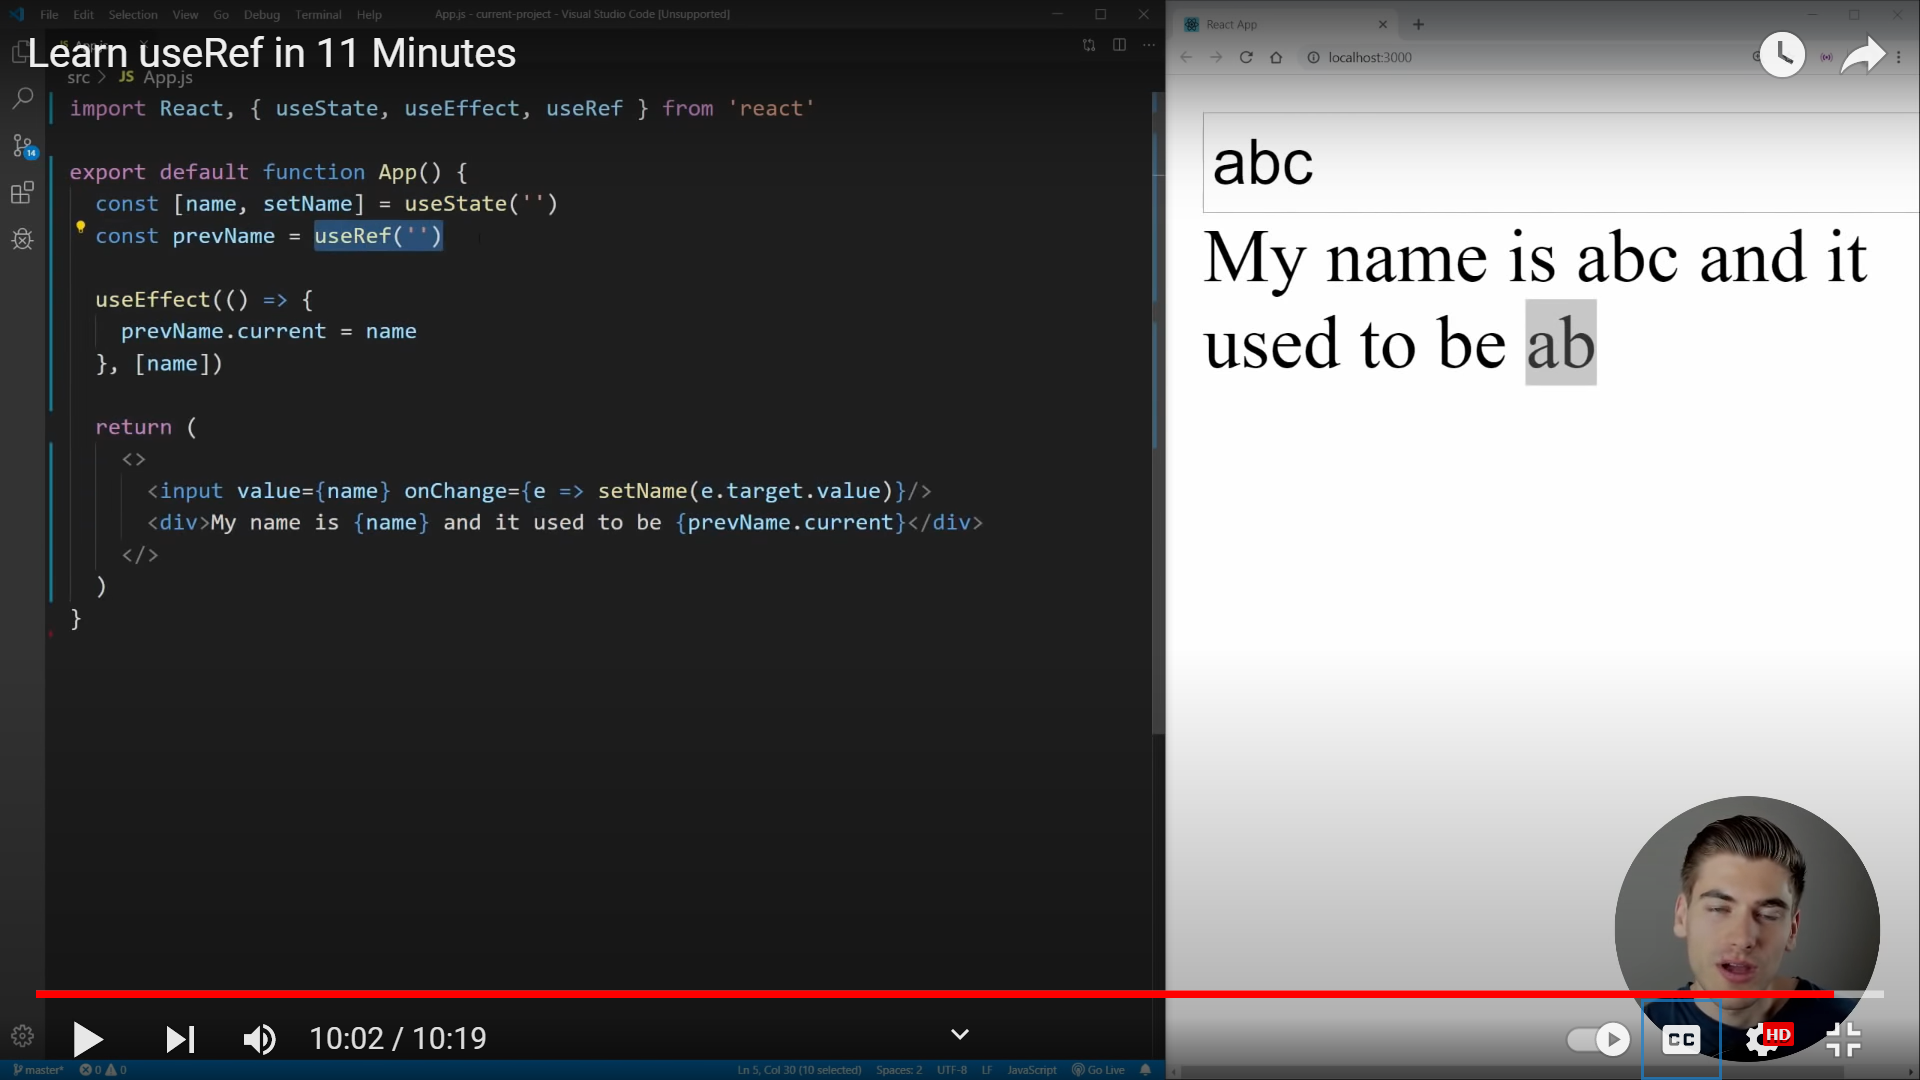 File Edit Selection View Go Debug Terminal Help
App.js - current-project - Visual Studio Code [Unsupported]
React App
Learn useRef in 11 Minutes
localhost:3000
src > JS App.js
import React, { useState, useEffect, useRef } from 'react'
export default function App() {
const [name, setName] = useState('')
const prevName = useRef('')
useEffect(() => {
prevName.current = name
}, [name])
return (
<>
<input value={name} onChange={e => setName(e.target.value)}/>
<div>My name is {name} and it used to be {prevName.current}</div>
</>
)
}
14
abc
My name is abc and it
used to be ab
10:02 / 10:19
CC
HD
master* 0 0
Ln 5, Col 30 (10 selected) Spaces: 2 UTF-8 LF JavaScript Go Live